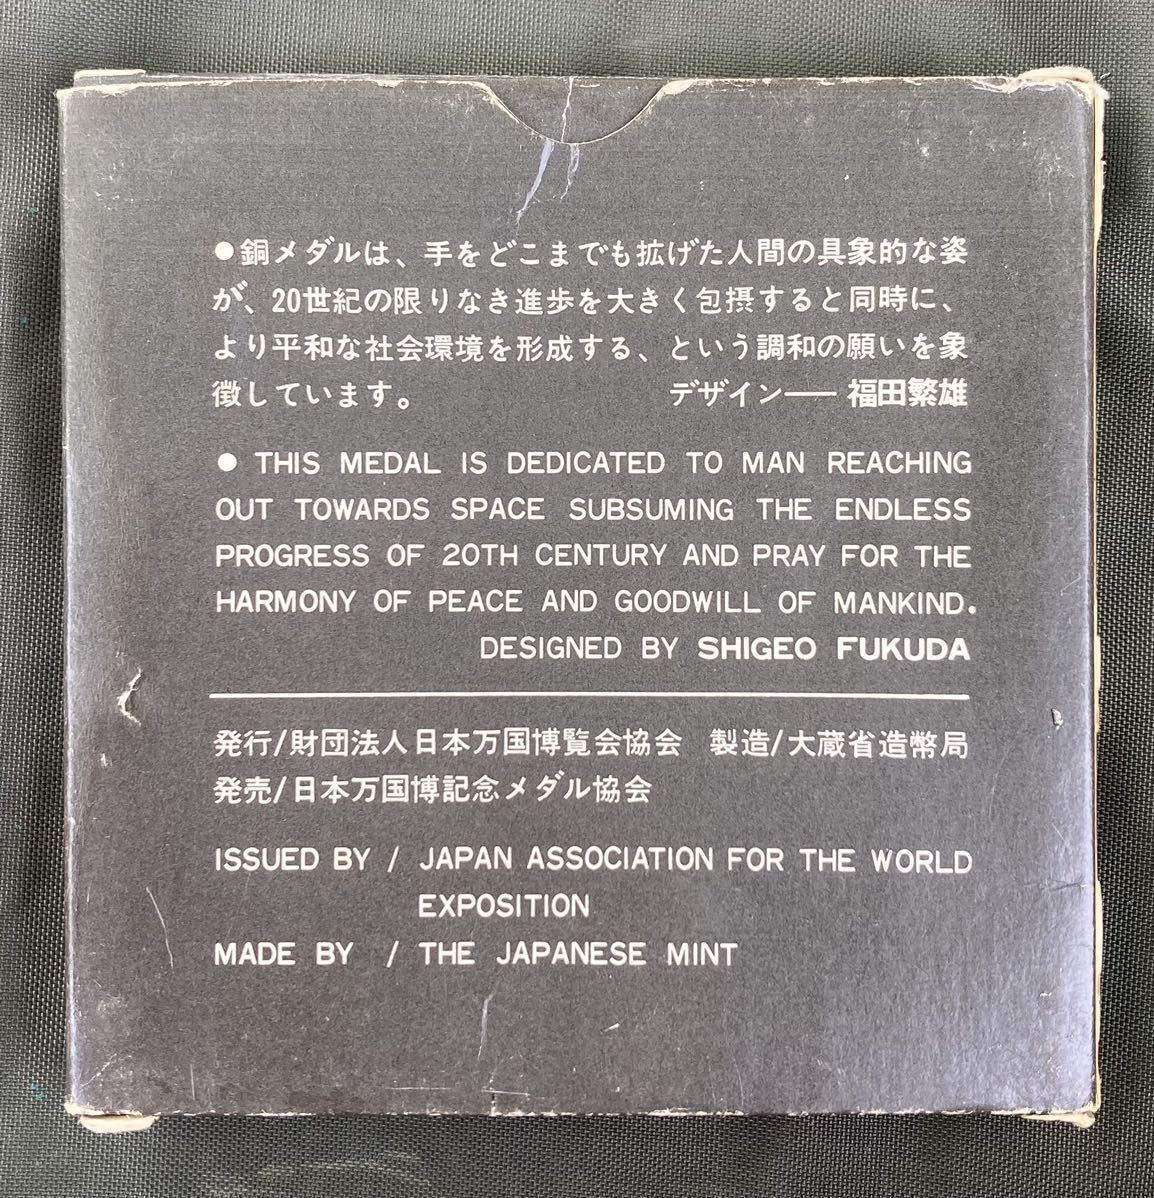 ●銅メダルは、手をどこまでも拡げた人間の具象的な姿
が、20世紀の限りなき進歩を大きく包摂すると同時に、
より平和な社会環境を形成する、という調和の願いを象
徴しています。 デザイン——福田繁雄
● THIS MEDAL IS DEDICATED TO MAN REACHING
OUT TOWARDS SPACE SUBSUMING THE ENDLESS
PROGRESS OF 20TH CENTURY AND PRAY FOR THE
HARMONY OF PEACE AND GOODWILL OF MANKIND.
DESIGNED BY SHIGEO FUKUDA
発行/財団法人日本万国博覧会協会 製造/大蔵省造幣局
発売/日本万国博記念メダル協会
ISSUED BY / JAPAN ASSOCIATION FOR THE WORLD
EXPOSITION
MADE BY / THE JAPANESE MINT